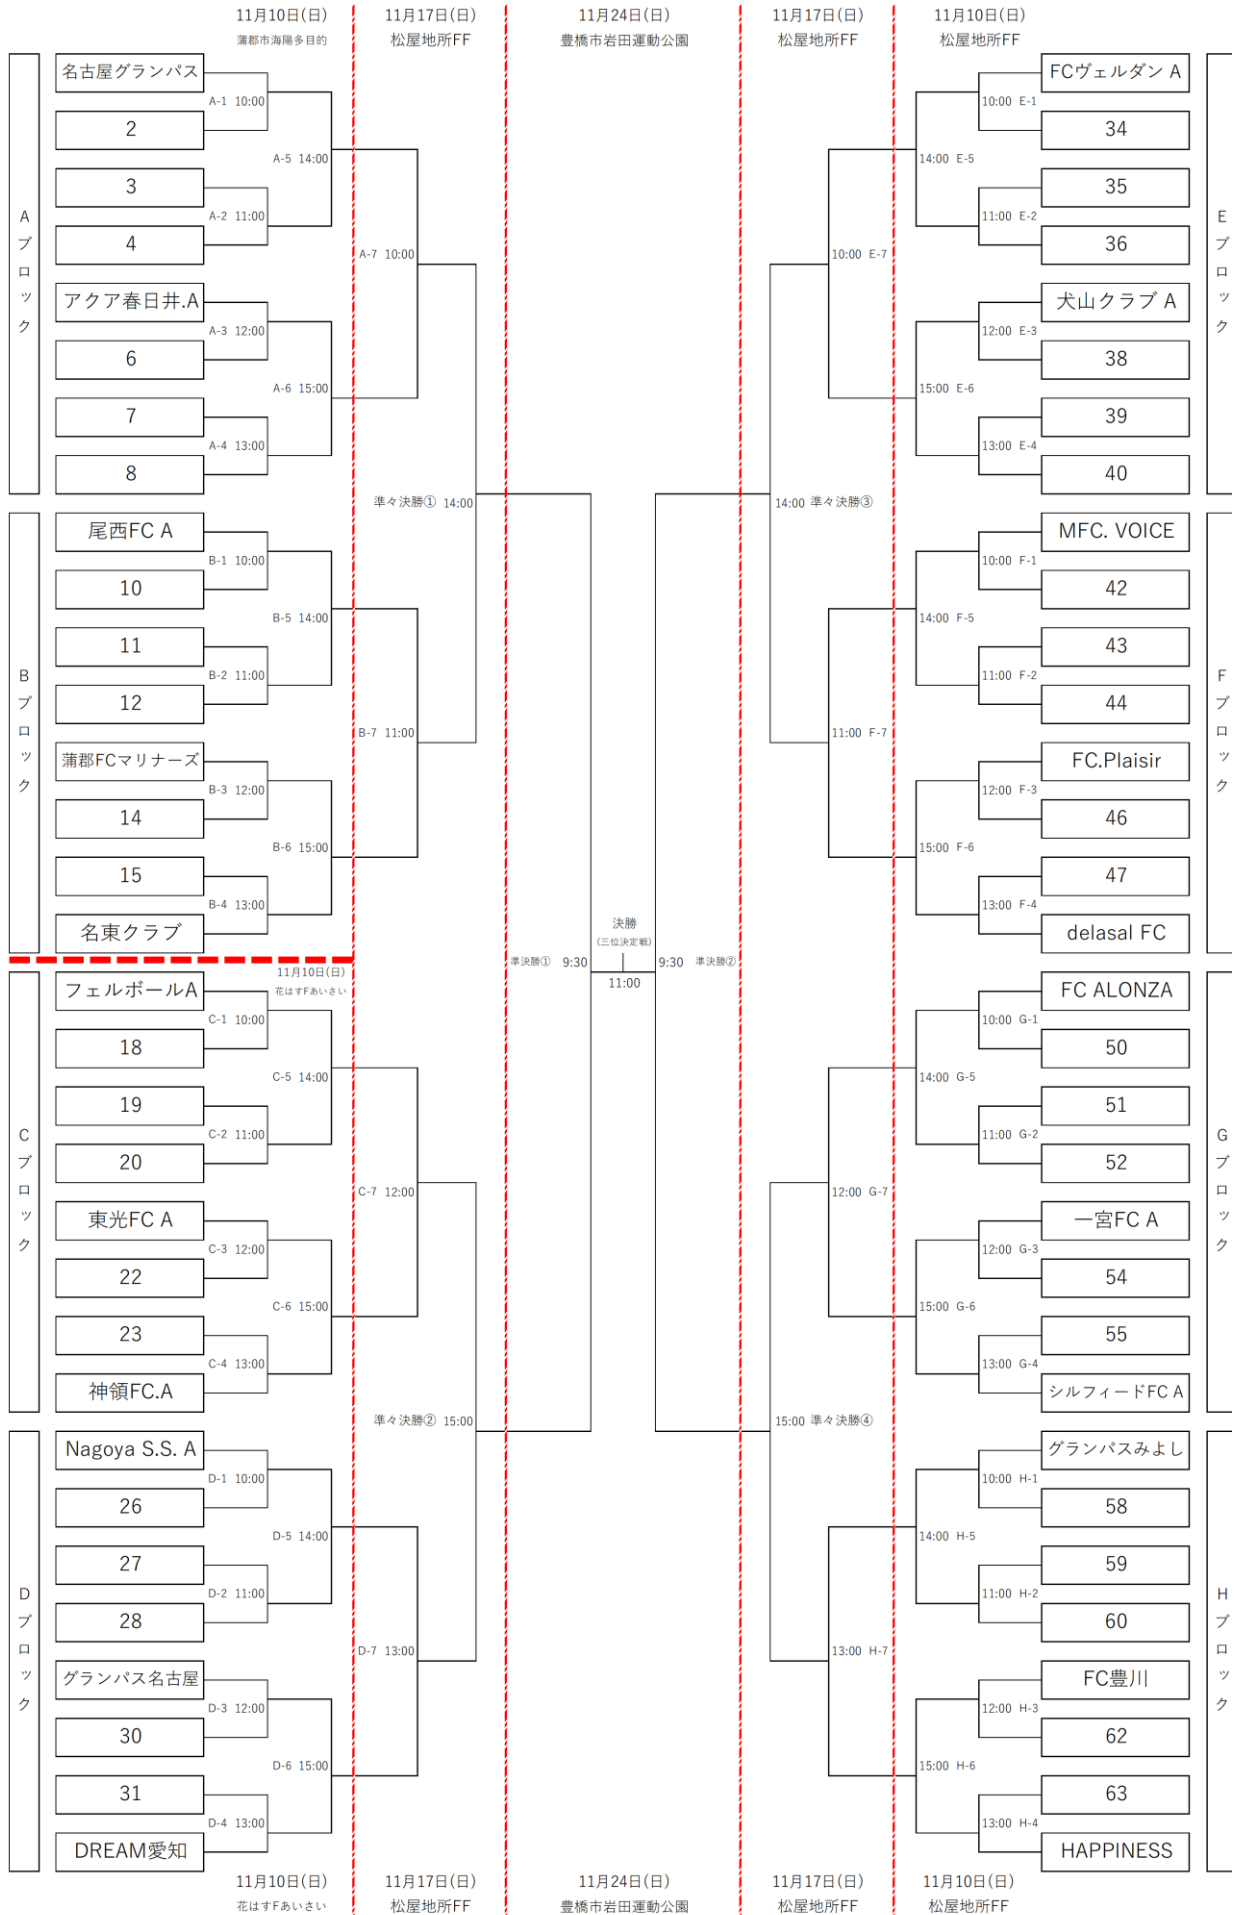 11月10日(日)
蒲郡市海陽多目的
11月17日(日)
松屋地所FF
11月24日(日)
豊橋市岩田運動公園
11月17日(日)
松屋地所FF
11月10日(日)
松屋地所FF
Aブロック
名古屋グランパス
A-1 10:00
2
A-5 14:00
3
A-2 11:00
4
A-7 10:00
アクア春日井.A
A-3 12:00
6
A-6 15:00
7
A-4 13:00
8
準々決勝① 14:00
Bブロック
尾西FC A
B-1 10:00
10
B-5 14:00
11
B-2 11:00
12
B-7 11:00
蒲郡FCマリナーズ
B-3 12:00
14
B-6 15:00
15
B-4 13:00
名東クラブ
11月10日(日)
花はすFあいさい
Cブロック
フェルボールA
C-1 10:00
18
C-5 14:00
19
C-2 11:00
20
C-7 12:00
東光FC A
C-3 12:00
22
C-6 15:00
23
C-4 13:00
神領FC.A
準々決勝② 15:00
Dブロック
Nagoya S.S. A
D-1 10:00
26
D-5 14:00
27
D-2 11:00
28
D-7 13:00
グランパス名古屋
D-3 12:00
30
D-6 15:00
31
D-4 13:00
DREAM愛知
決勝
(三位決定戦)
準決勝① 9:30
9:30 準決勝②
11:00
Eブロック
FCヴェルダン A
10:00 E-1
34
14:00 E-5
35
11:00 E-2
36
10:00 E-7
犬山クラブ A
12:00 E-3
38
15:00 E-6
39
13:00 E-4
40
14:00 準々決勝③
Fブロック
MFC. VOICE
10:00 F-1
42
14:00 F-5
43
11:00 F-2
44
11:00 F-7
FC.Plaisir
12:00 F-3
46
15:00 F-6
47
13:00 F-4
delasal FC
Gブロック
FC ALONZA
10:00 G-1
50
14:00 G-5
51
11:00 G-2
52
12:00 G-7
一宮FC A
12:00 G-3
54
15:00 G-6
55
13:00 G-4
シルフィードFC A
15:00 準々決勝④
Hブロック
グランパスみよし
10:00 H-1
58
14:00 H-5
59
11:00 H-2
60
13:00 H-7
FC豊川
12:00 H-3
62
15:00 H-6
63
13:00 H-4
HAPPINESS
11月10日(日)
花はすFあいさい
11月17日(日)
松屋地所FF
11月24日(日)
豊橋市岩田運動公園
11月17日(日)
松屋地所FF
11月10日(日)
松屋地所FF